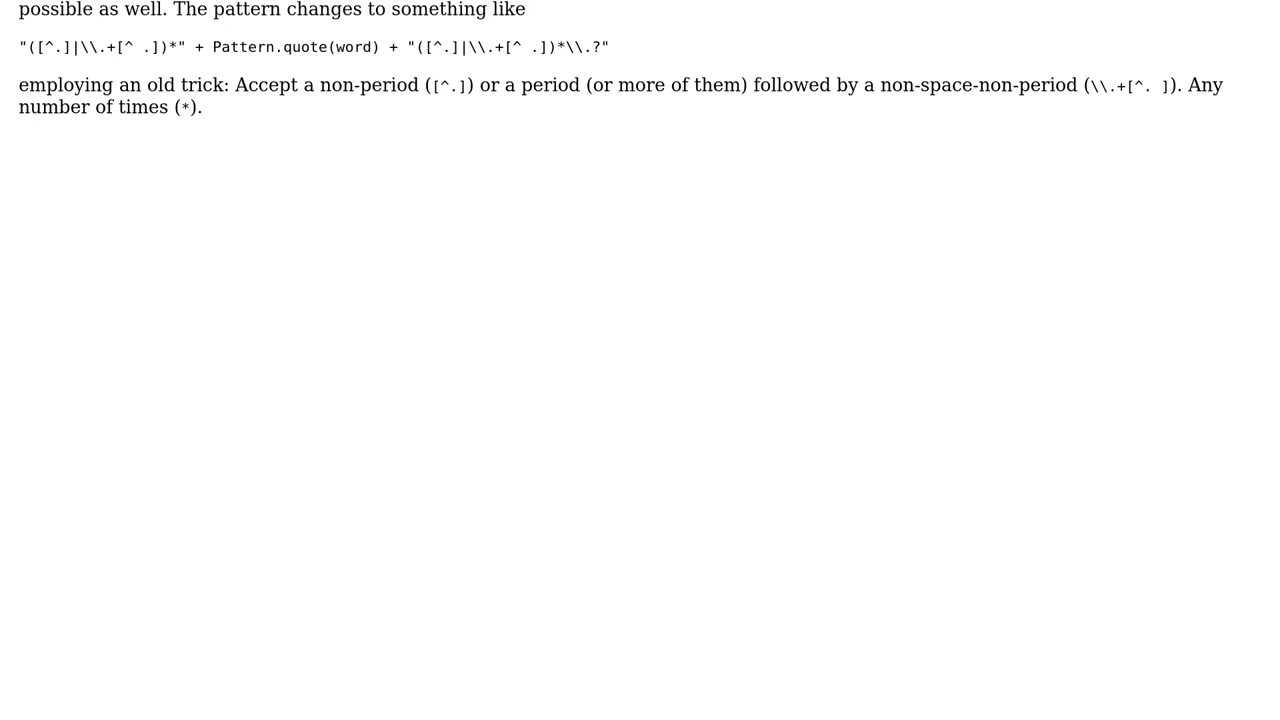 possible as well. The pattern changes to something like
"([^.]|\\.+[^ .])*" + Pattern.quote(word) + "([^.]|\\.+[^ .])*\\.?"
employing an old trick: Accept a non-period ([^.]) or a period (or more of them) followed by a non-space-non-period (\\.+[^. ]). Any
number of times (*).